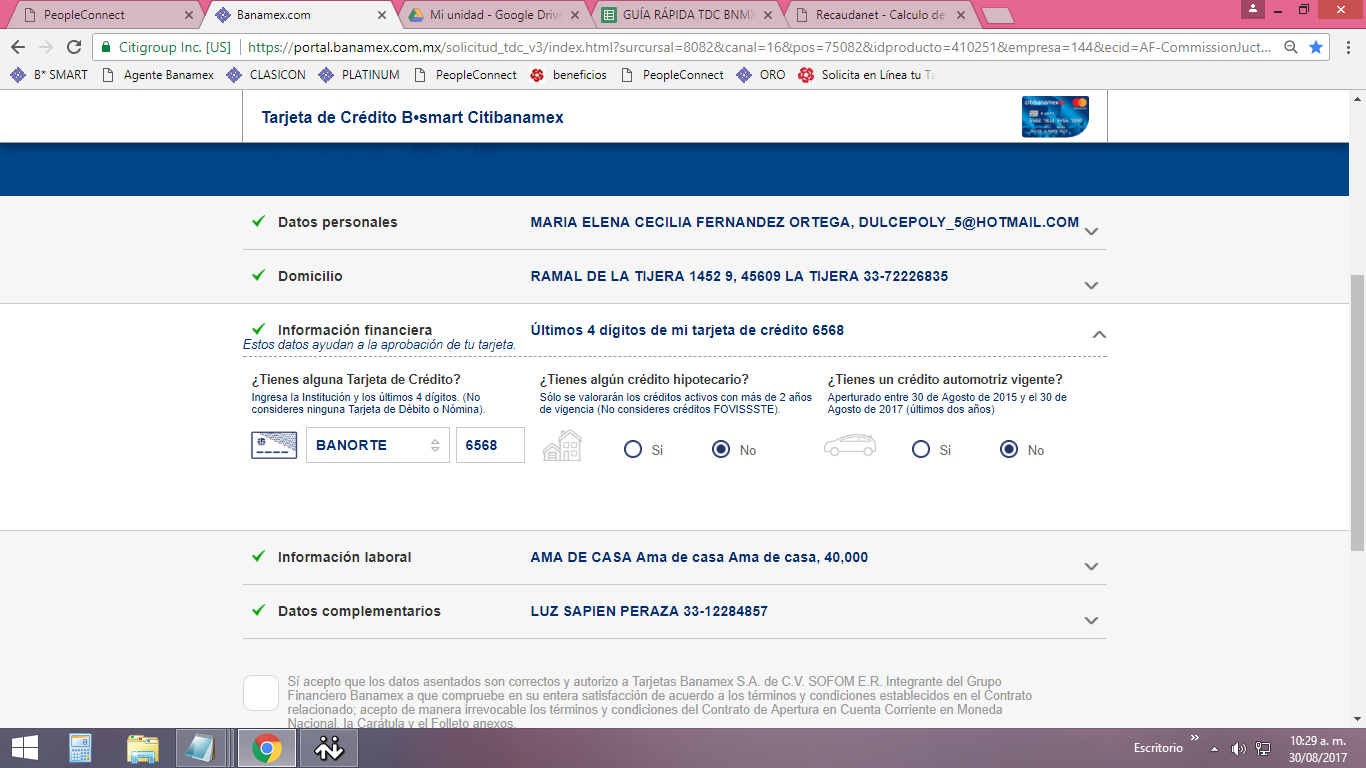 PeopleConnect
Banamex.com
Mi unidad - Google Drive
GUÍA RÁPIDA TDC BNMX
Recaudanet - Calculo de
Citigroup Inc. [US]
https://portal.banamex.com.mx/solicitud_tdc_v3/index.html?surcursal=8082&canal=16&pos=75082&idproducto=410251&empresa=144&ecid=AF-CommissionJuct...
B* SMART
Agente Banamex
CLASICON
PLATINUM
PeopleConnect
beneficios
PeopleConnect
ORO
Solicita en Línea tu Ta
Tarjeta de Crédito B•smart Citibanamex
citibanamex
Datos personales
MARIA ELENA CECILIA FERNANDEZ ORTEGA, DULCEPOLY_5@HOTMAIL.COM
Domicilio
RAMAL DE LA TIJERA 1452 9, 45609 LA TIJERA 33-72226835
Información financiera
Últimos 4 dígitos de mi tarjeta de crédito 6568
Estos datos ayudan a la aprobación de tu tarjeta.
¿Tienes alguna Tarjeta de Crédito?
Ingresa la Institución y los últimos 4 dígitos. (No
consideres ninguna Tarjeta de Débito o Nómina).
BANORTE
6568
¿Tienes algún crédito hipotecario?
Sólo se valorarán los créditos activos con más de 2 años
de vigencia (No consideres créditos FOVISSSTE).
Si
No
¿Tienes un crédito automotriz vigente?
Aperturado entre 30 de Agosto de 2015 y el 30 de
Agosto de 2017 (últimos dos años)
Si
No
Información laboral
AMA DE CASA Ama de casa Ama de casa, 40,000
Datos complementarios
LUZ SAPIEN PERAZA 33-12284857
Sí acepto que los datos asentados son correctos y autorizo a Tarjetas Banamex S.A. de C.V. SOFOM E.R. Integrante del Grupo
Financiero Banamex a que compruebe en su entera satisfacción de acuerdo a los términos y condiciones establecidos en el Contrato
relacionado; acepto de manera irrevocable los términos y condiciones del Contrato de Apertura en Cuenta Corriente en Moneda
Nacional, la Carátula y el Folleto anexos.
Escritorio
10:29 a. m.
30/08/2017